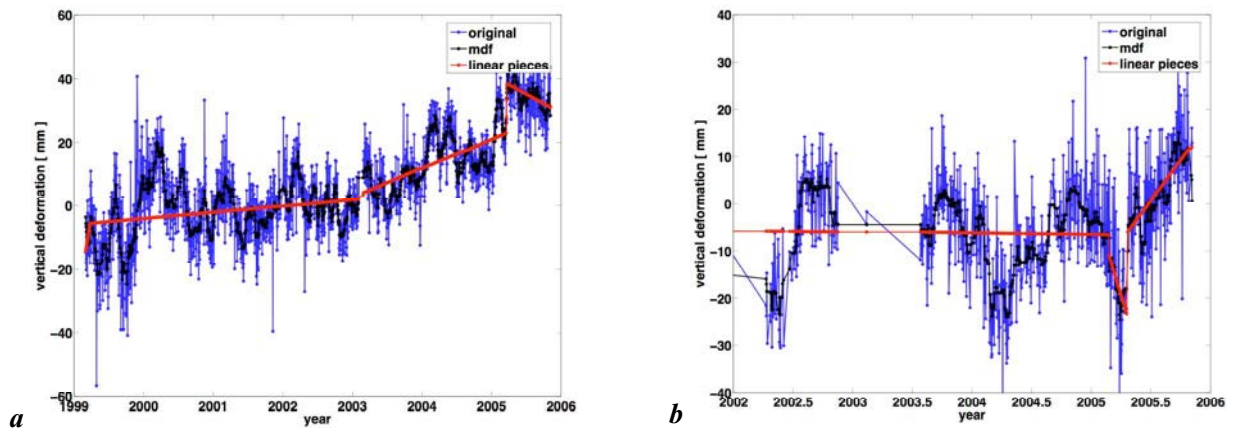 60
40
20
0
−20
−40
−60
vertical deformation [ mm ]
original
mdf
linear pieces
1999 2000 2001 2002 2003 2004 2005 2006
year
a
40
30
20
10
0
−10
−20
−30
−40
vertical deformation [ mm ]
original
mdf
linear pieces
2002 2002.5 2003 2003.5 2004 2004.5 2005 2005.5 2006
year
b